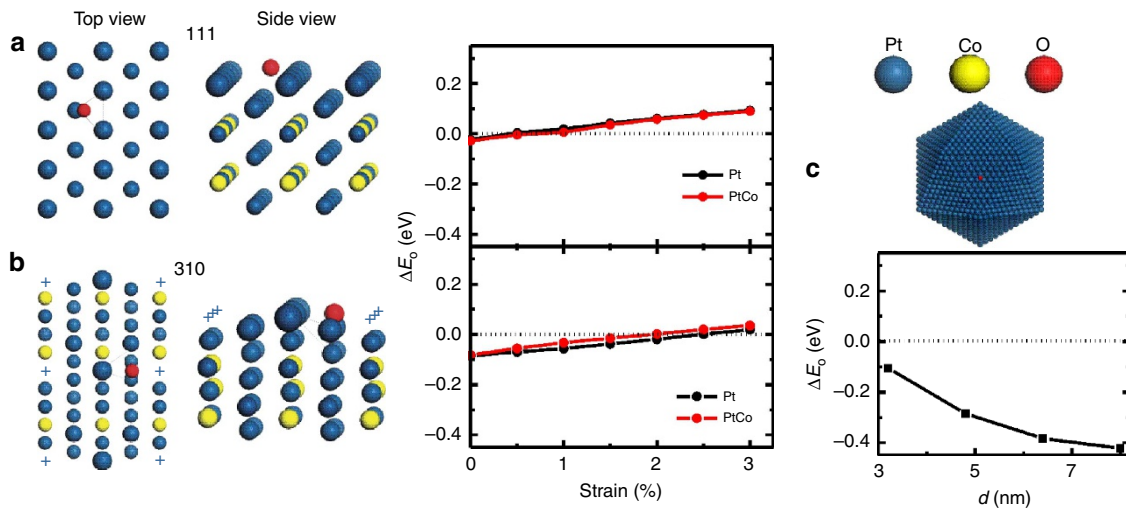 Top view
Side view
a
111
0.2
0.0
−0.2
−0.4
Pt
PtCo
b
310
ΔE₀ (eV)
0.2
0.0
−0.2
−0.4
Pt
PtCo
0
1
2
3
Strain (%)
Pt
Co
O
c
0.2
0.0
−0.2
−0.4
ΔE₀ (eV)
3
5
7
d (nm)